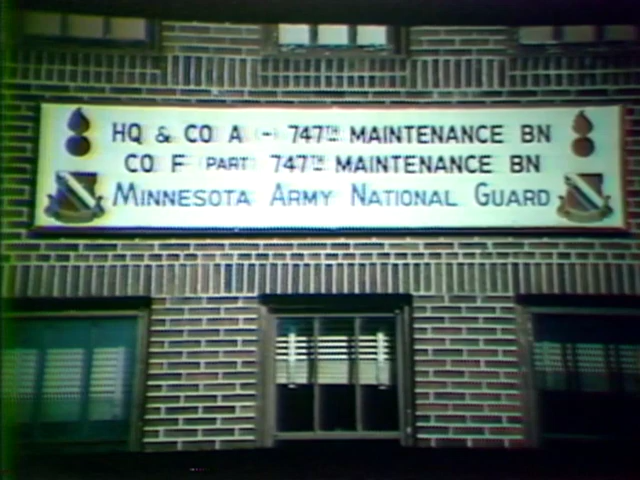 HQ & CO A (-) 747TH MAINTENANCE BN
CO F (PART) 747TH MAINTENANCE BN
MINNESOTA ARMY NATIONAL GUARD